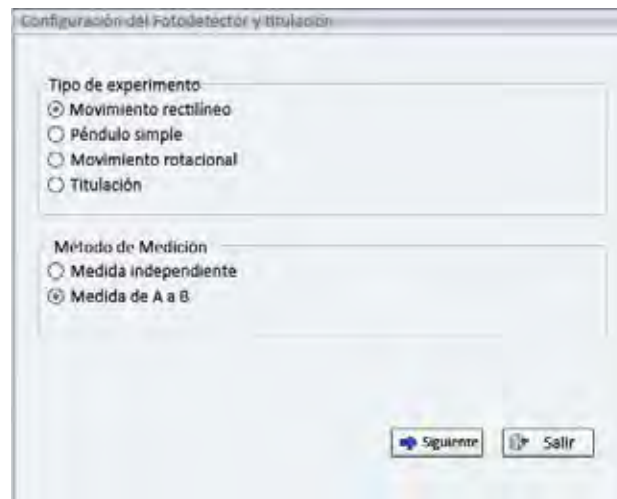 Configuración del Fotodetector y titulación
Tipo de experimento
Movimiento rectilíneo
Péndulo simple
Movimiento rotacional
Titulación
Método de Medición
Medida independiente
Medida de A a B
Siguiente
Salir